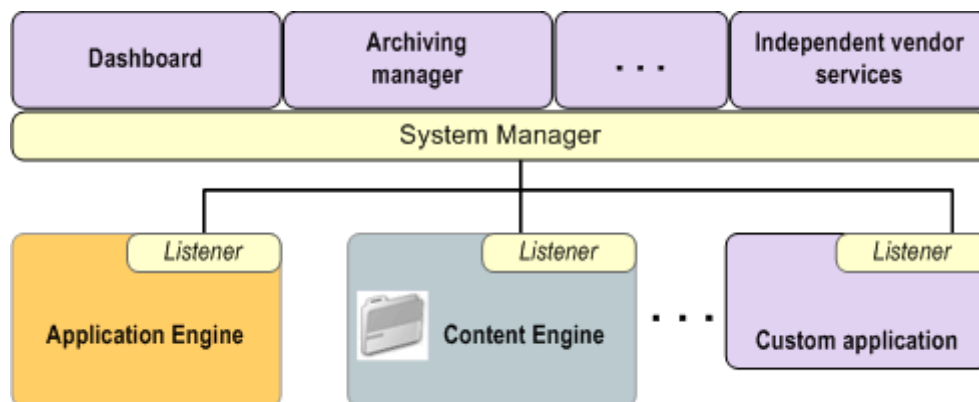 Dashboard
Archiving
manager
. . .
Independent vendor
services
System Manager
Listener
Listener
Listener
Application Engine
Content Engine
. . .
Custom application